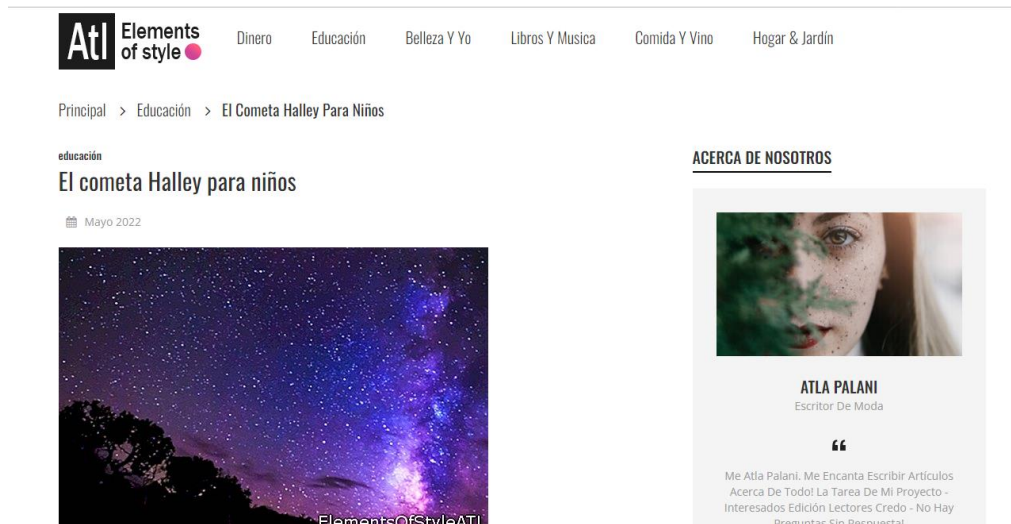 Atl Elements
of style
Dinero Educación Belleza Y Yo Libros Y Musica Comida Y Vino Hogar & Jardín
Principal > Educación > El Cometa Halley Para Niños
educación
El cometa Halley para niños
Mayo 2022
ElementsOfStyleATL
ACERCA DE NOSOTROS
ATLA PALANI
Escritor De Moda
“
Me Atla Palani. Me Encanta Escribir Artículos
Acerca De Todo! La Tarea De Mi Proyecto -
Interesados Edición Lectores Credo - No Hay
Preguntas Sin Respuesta!